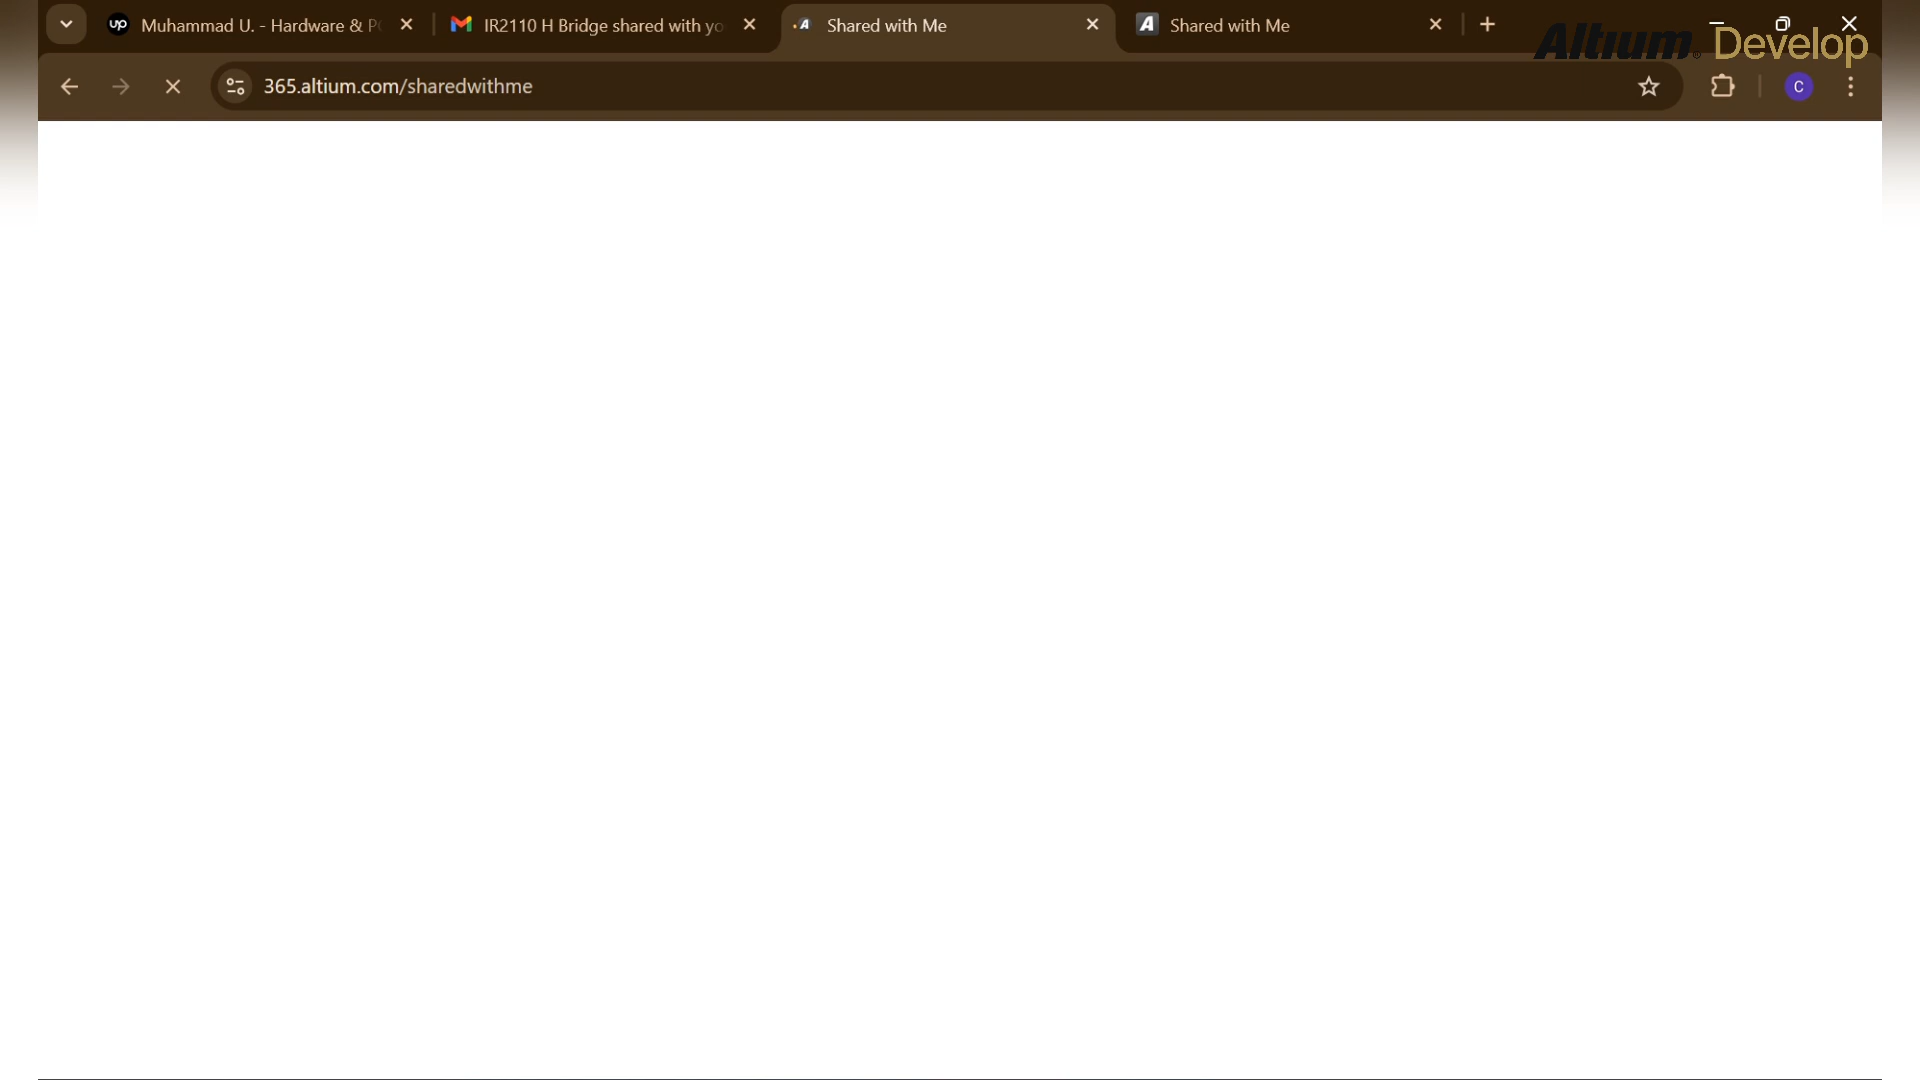 up Muhammad U. - Hardware & P
IR2110 H Bridge shared with yo
Shared with Me
Shared with Me
Altium® Develop
365.altium.com/sharedwithme
C